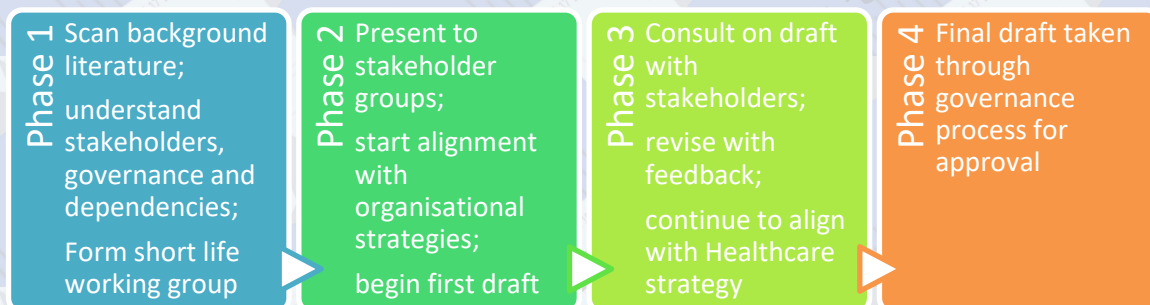 Phase 1
Scan background
literature;
understand
stakeholders,
governance and
dependencies;
Form short life
working group
Phase 2
Present to
stakeholder
groups;
start alignment
with
organisational
strategies;
begin first draft
Phase 3
Consult on draft
with
stakeholders;
revise with
feedback;
continue to align
with Healthcare
strategy
Phase 4
Final draft taken
through
governance
process for
approval